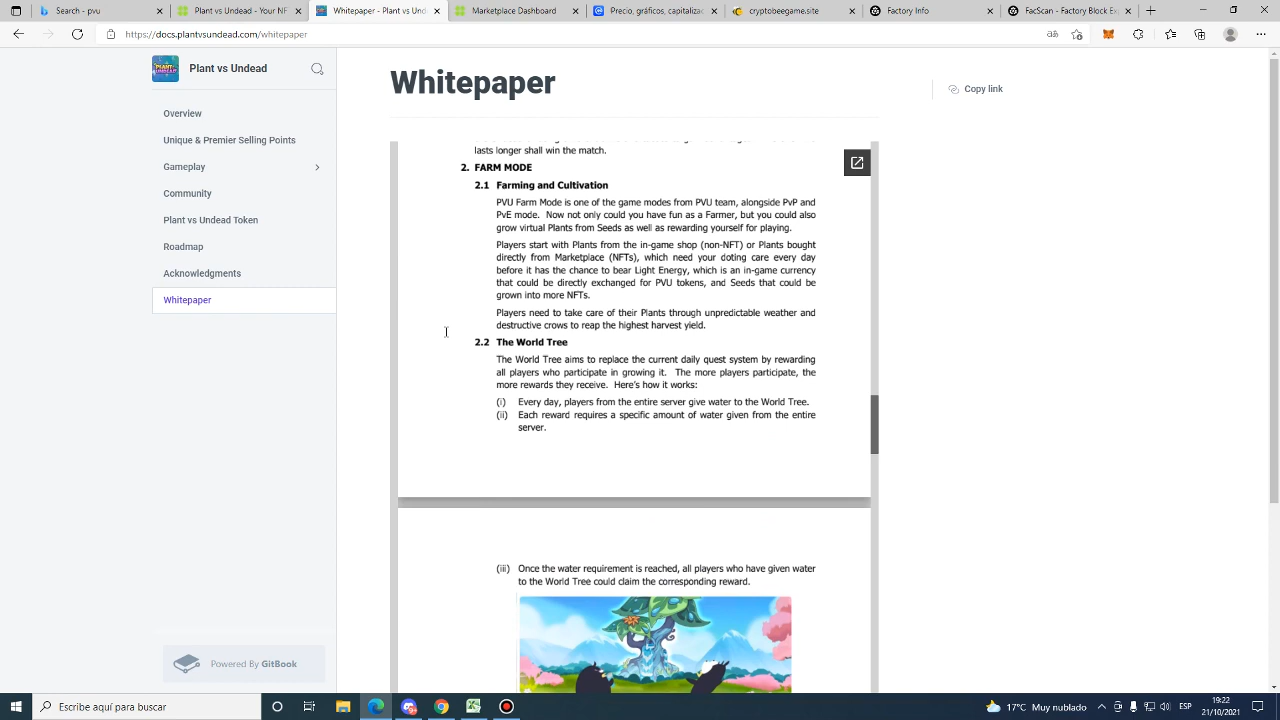 Untitled
Marketplace | Plant vs Undead
Precio, gráficos, capitalización
Whitepaper
Token Factory
BscScan - Factory Block Finance
https://docs.plantvsundead.com/whitepaper
Plant vs Undead
Overview
Unique & Premier Selling Points
Gameplay
Community
Plant vs Undead Token
Roadmap
Acknowledgments
Whitepaper
Powered By GitBook
Whitepaper
Copy link
lasts longer shall win the match.
2. FARM MODE
2.1 Farming and Cultivation
PVU Farm Mode is one of the game modes from PVU team, alongside PvP and
PvE mode. Now not only could you have fun as a Farmer, but you could also
grow virtual Plants from Seeds as well as rewarding yourself for playing.
Players start with Plants from the in-game shop (non-NFT) or Plants bought
directly from Marketplace (NFTs), which need your doting care every day
before it has the chance to bear Light Energy, which is an in-game currency
that could be directly exchanged for PVU tokens, and Seeds that could be
grown into more NFTs.
Players need to take care of their Plants through unpredictable weather and
destructive crows to reap the highest harvest yield.
2.2 The World Tree
The World Tree aims to replace the current daily quest system by rewarding
all players who participate in growing it. The more players participate, the
more rewards they receive. Here's how it works:
(i) Every day, players from the entire server give water to the World Tree.
(ii) Each reward requires a specific amount of water given from the entire
server.
(iii) Once the water requirement is reached, all players who have given water
to the World Tree could claim the corresponding reward.
Escribe aquí para buscar
17°C Muy nublado
ESP
19:22
21/10/2021